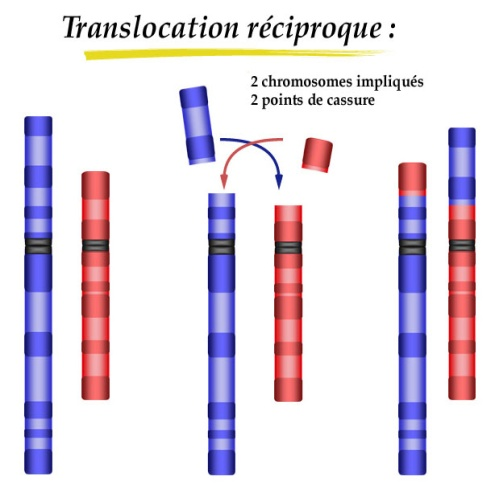 Translocation réciproque :
2 chromosomes impliqués
2 points de cassure